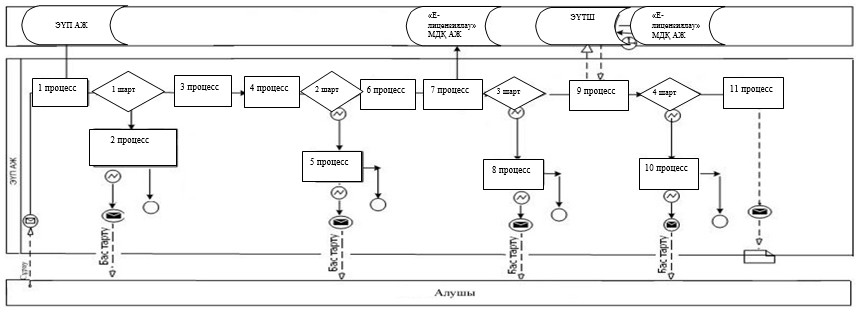 ЭҮП АЖ
«Е-
лицензиялау»
МДҚ АЖ
ЭҮТШ
«Е-
лицензиялау»
МДҚ АЖ
1 процесс
1 шарт
3 процесс
4 процесс
2 шарт
6 процесс
7 процесс
3 шарт
9 процесс
4 шарт
11 процесс
2 процесс
5 процесс
8 процесс
10 процесс
ЭҮП АЖ
Сұрау
Бас тарту
Бас тарту
Бас тарту
Бас тарту
Алушы